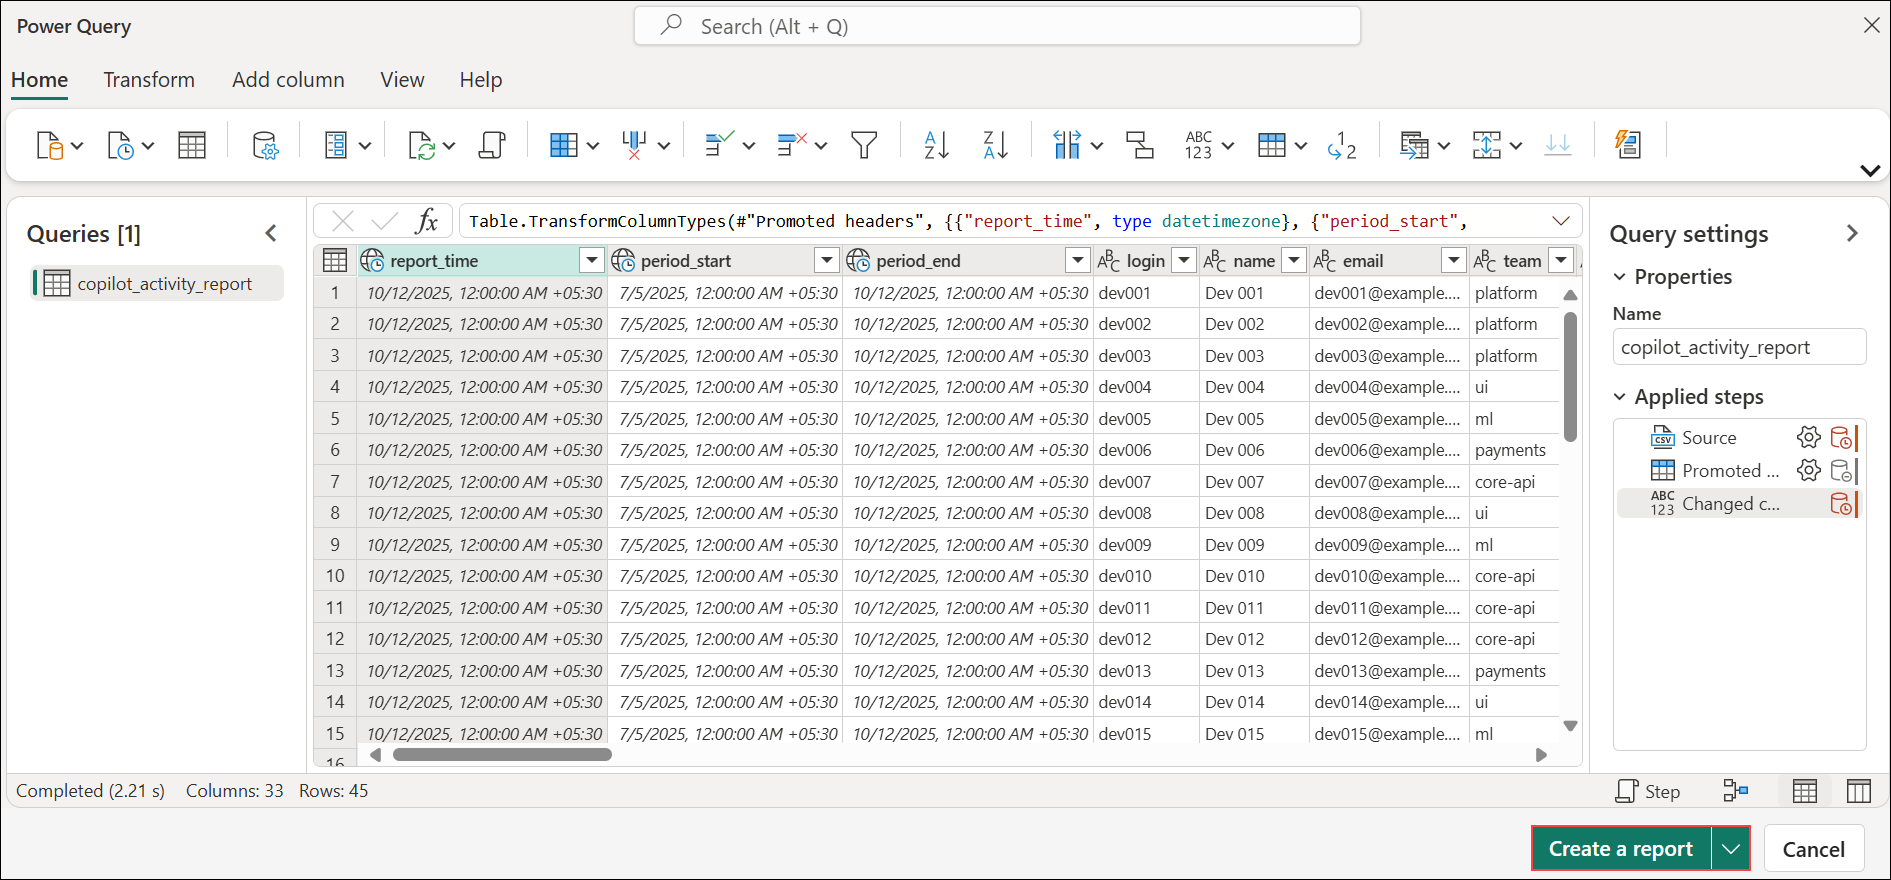 Power Query
Search (Alt + Q)
Home Transform Add column View Help
Queries [1]
copilot_activity_report
fx Table.TransformColumnTypes(#"Promoted headers", {{"report_time", type datetimezone}, {"period_start",
report_time period_start period_end ABC login ABC name ABC email ABC team
1 10/12/2025, 12:00:00 AM +05:30 7/5/2025, 12:00:00 AM +05:30 10/12/2025, 12:00:00 AM +05:30 dev001 Dev 001 dev001@example.... platform
2 10/12/2025, 12:00:00 AM +05:30 7/5/2025, 12:00:00 AM +05:30 10/12/2025, 12:00:00 AM +05:30 dev002 Dev 002 dev002@example.... platform
3 10/12/2025, 12:00:00 AM +05:30 7/5/2025, 12:00:00 AM +05:30 10/12/2025, 12:00:00 AM +05:30 dev003 Dev 003 dev003@example.... platform
4 10/12/2025, 12:00:00 AM +05:30 7/5/2025, 12:00:00 AM +05:30 10/12/2025, 12:00:00 AM +05:30 dev004 Dev 004 dev004@example.... ui
5 10/12/2025, 12:00:00 AM +05:30 7/5/2025, 12:00:00 AM +05:30 10/12/2025, 12:00:00 AM +05:30 dev005 Dev 005 dev005@example.... ml
6 10/12/2025, 12:00:00 AM +05:30 7/5/2025, 12:00:00 AM +05:30 10/12/2025, 12:00:00 AM +05:30 dev006 Dev 006 dev006@example.... payments
7 10/12/2025, 12:00:00 AM +05:30 7/5/2025, 12:00:00 AM +05:30 10/12/2025, 12:00:00 AM +05:30 dev007 Dev 007 dev007@example.... core-api
8 10/12/2025, 12:00:00 AM +05:30 7/5/2025, 12:00:00 AM +05:30 10/12/2025, 12:00:00 AM +05:30 dev008 Dev 008 dev008@example.... ui
9 10/12/2025, 12:00:00 AM +05:30 7/5/2025, 12:00:00 AM +05:30 10/12/2025, 12:00:00 AM +05:30 dev009 Dev 009 dev009@example.... ml
10 10/12/2025, 12:00:00 AM +05:30 7/5/2025, 12:00:00 AM +05:30 10/12/2025, 12:00:00 AM +05:30 dev010 Dev 010 dev010@example.... core-api
11 10/12/2025, 12:00:00 AM +05:30 7/5/2025, 12:00:00 AM +05:30 10/12/2025, 12:00:00 AM +05:30 dev011 Dev 011 dev011@example.... core-api
12 10/12/2025, 12:00:00 AM +05:30 7/5/2025, 12:00:00 AM +05:30 10/12/2025, 12:00:00 AM +05:30 dev012 Dev 012 dev012@example.... core-api
13 10/12/2025, 12:00:00 AM +05:30 7/5/2025, 12:00:00 AM +05:30 10/12/2025, 12:00:00 AM +05:30 dev013 Dev 013 dev013@example.... payments
14 10/12/2025, 12:00:00 AM +05:30 7/5/2025, 12:00:00 AM +05:30 10/12/2025, 12:00:00 AM +05:30 dev014 Dev 014 dev014@example.... ui
15 10/12/2025, 12:00:00 AM +05:30 7/5/2025, 12:00:00 AM +05:30 10/12/2025, 12:00:00 AM +05:30 dev015 Dev 015 dev015@example.... ml
16
Query settings
Properties
Name
copilot_activity_report
Applied steps
CSV Source
Promoted ...
ABC 123 Changed c...
Completed (2.21 s) Columns: 33 Rows: 45
Step
Create a report
Cancel